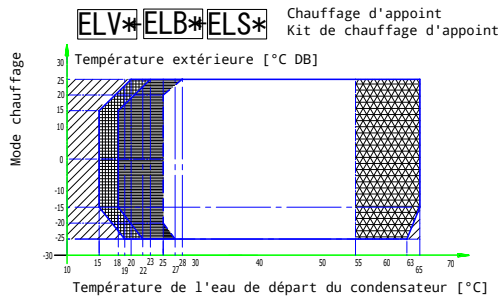 ELV* ELB* ELS*
Chauffage d'appoint
Kit de chauffage d'appoint
Température extérieure [°C DB]
Mode chauffage
30
25
20
15
10
0
-10
-15
-20
-25
-30
10 15 18 19 20 22 23 25 27 28 30 40 50 55 60 63 65 70
Température de l'eau de départ du condensateur [°C]